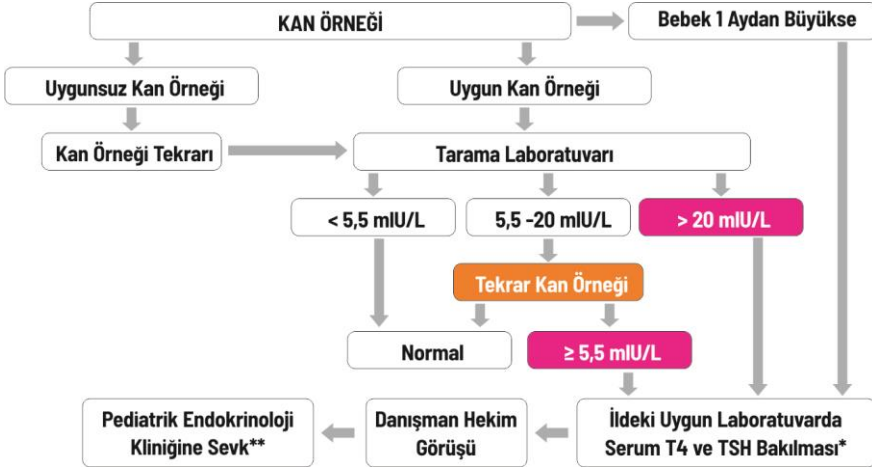 KAN ÖRNEĞİ
Bebek 1 Aydan Büyükse
Uygunsuz Kan Örneği
Uygun Kan Örneği
Kan Örneği Tekrarı
Tarama Laboratuvarı
< 5,5 mIU/L
5,5 -20 mIU/L
> 20 mIU/L
Tekrar Kan Örneği
Normal
≥ 5,5 mIU/L
Pediatrik Endokrinoloji
Kliniğine Sevk**
Danışman Hekim
Görüşü
İldeki Uygun Laboratuvarda
Serum T4 ve TSH Bakılması*